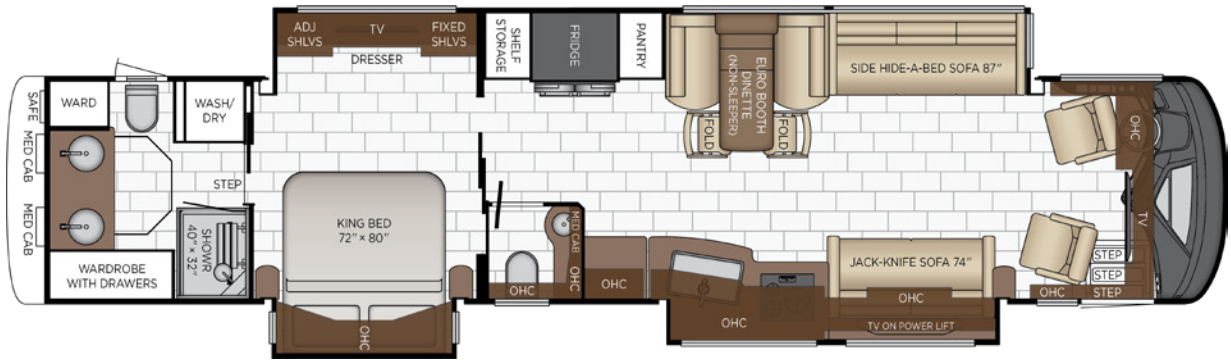 SAFE
MED CAB
MED CAB
WARD
WASH/
DRY
STEP
SHOWR
40" × 32"
WARDROBE
WITH DRAWERS
ADJ
SHLVS
TV
FIXED
SHLVS
DRESSER
KING BED
72" × 80"
OHC
SHELF
STORAGE
FRIDGE
PANTRY
MED CAB
OHC
OHC
OHC
EURO BOOTH
DINETTE
(NON-SLEEPER)
FOLD
FOLD
SIDE HIDE-A-BED SOFA 87"
OHC
JACK-KNIFE SOFA 74"
OHC
TV ON POWER LIFT
OHC
TV
STEP
STEP
STEP
OHC